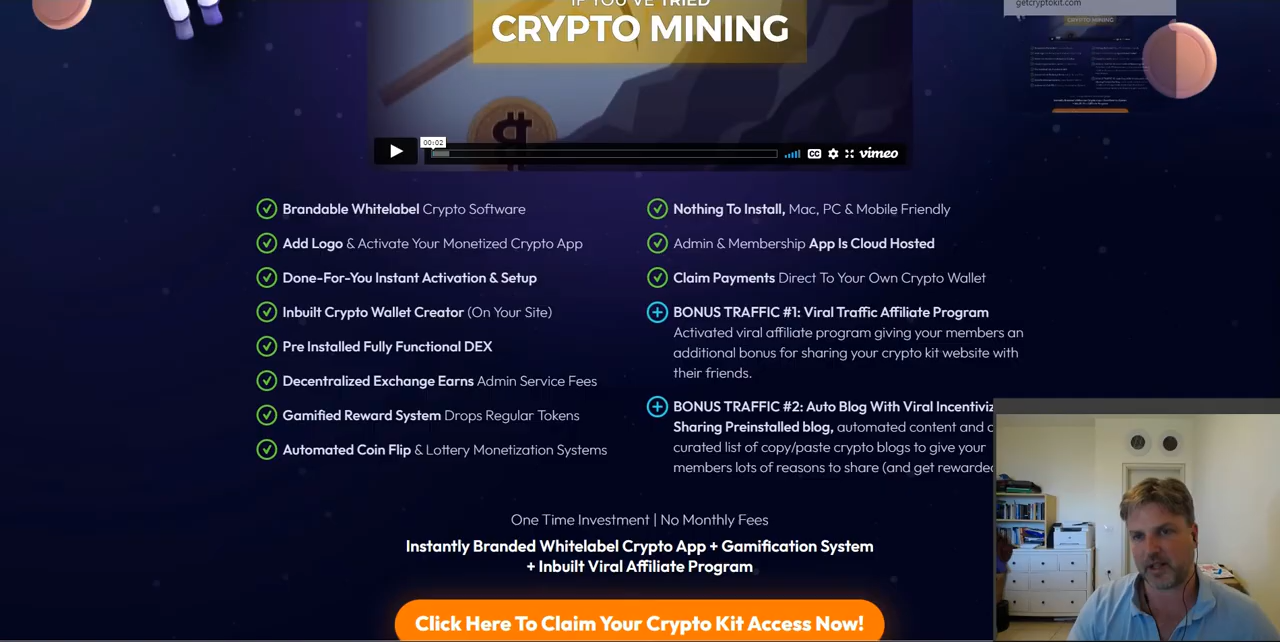 IF YOU'VE TRIED
getcryptokit.com
CRYPTO MINING
CRYPTO MINING
00:02
CC
vimeo
Brandable Whitelabel Crypto Software
Add Logo & Activate Your Monetized Crypto App
Done-For-You Instant Activation & Setup
Inbuilt Crypto Wallet Creator (On Your Site)
Pre Installed Fully Functional DEX
Decentralized Exchange Earns Admin Service Fees
Gamified Reward System Drops Regular Tokens
Automated Coin Flip & Lottery Monetization Systems
Nothing To Install, Mac, PC & Mobile Friendly
Admin & Membership App Is Cloud Hosted
Claim Payments Direct To Your Own Crypto Wallet
BONUS TRAFFIC #1: Viral Traffic Affiliate Program
Activated viral affiliate program giving your members an
additional bonus for sharing your crypto kit website with
their friends.
BONUS TRAFFIC #2: Auto Blog With Viral Incentiviz
Sharing Preinstalled blog, automated content and c
curated list of copy/paste crypto blogs to give your
members lots of reasons to share (and get rewarded
One Time Investment | No Monthly Fees
Instantly Branded Whitelabel Crypto App + Gamification System
+ Inbuilt Viral Affiliate Program
Click Here To Claim Your Crypto Kit Access Now!